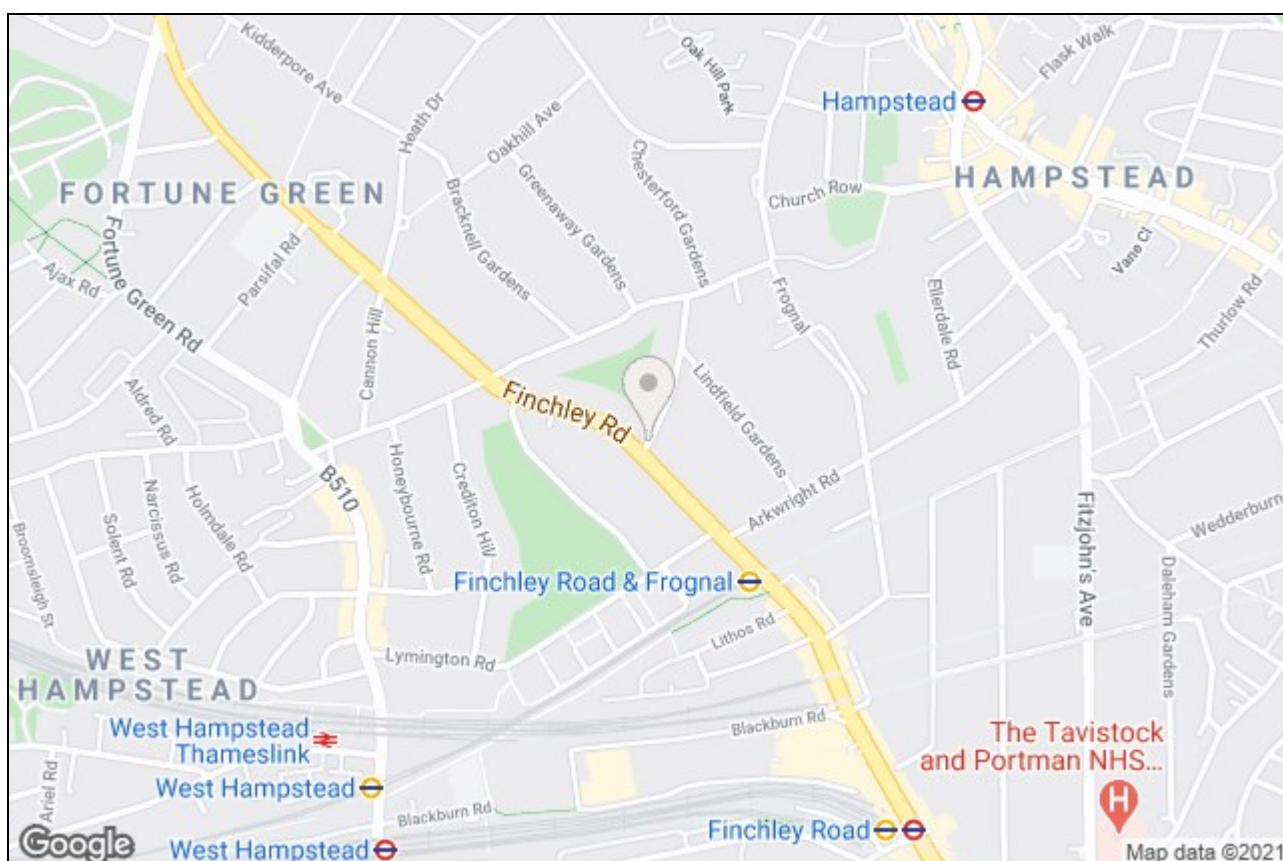 Kidderpore Ave
Heath Dr
Oakhill Ave
Oak Hill Park
Flask Walk
Hampstead
FORTUNE GREEN
Bracknell Gardens
Greenaway Gardens
Chesterford Gardens
Church Row
HAMPSTEAD
Vane Cl
Thurlow Rd
Fortune Green Rd
Ajax Rd
Parsifal Rd
Cannon Hill
Frognal
Ellerdale Rd
Finchley Rd
Lindfield Gardens
Aldred Rd
Narcissus Rd
Solent Rd
Broomsleigh St
Holmdale Rd
B510
Honeybourne Rd
Crediton Hill
Arkwright Rd
Fitzjohn's Ave
Wedderburn
Daleham Gardens
Finchley Road & Frognal
Lithos Rd
Lymington Rd
WEST
HAMPSTEAD
West Hampstead
Thameslink
Blackburn Rd
The Tavistock
and Portman NHS...
H
Ariel Rd
West Hampstead
Blackburn Rd
Finchley Road
West Hampstead
Google
Map data ©2021